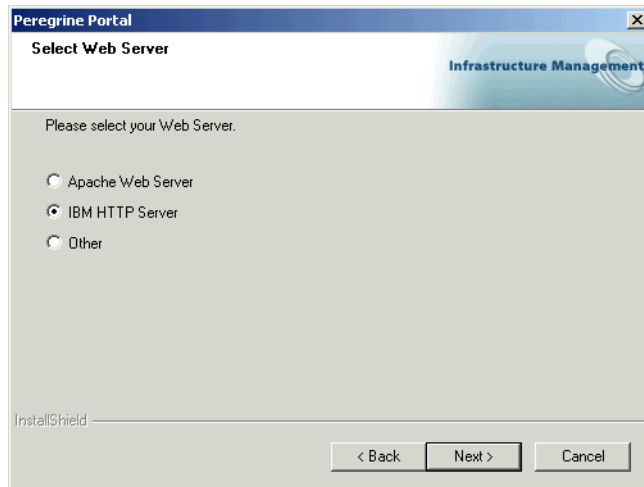 Peregrine Portal
Select Web Server
Infrastructure Management
Please select your Web Server.
Apache Web Server
IBM HTTP Server
Other
InstallShield
< Back
Next >
Cancel